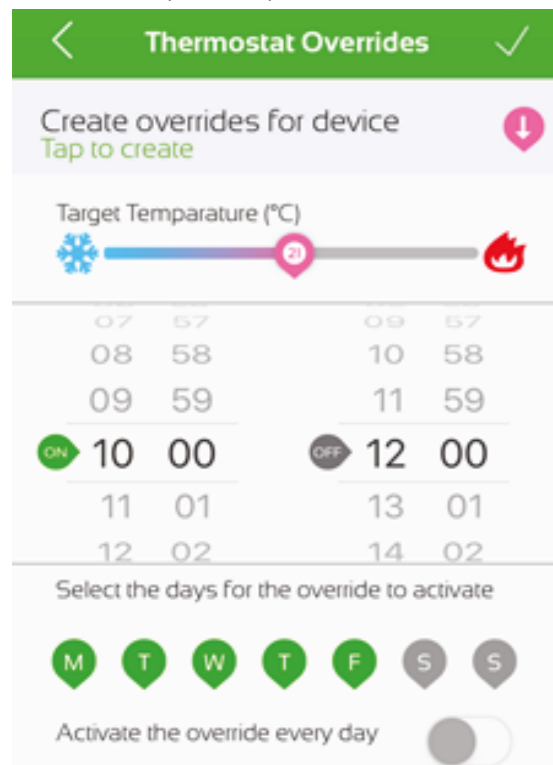 Thermostat Overrides
Create overrides for device
Tap to create
Target Temparature (°C)
21
07 57 09 57
08 58 10 58
09 59 11 59
ON 10 00 OFF 12 00
11 01 13 01
12 02 14 02
Select the days for the override to activate
M T W T F S S
Activate the override every day